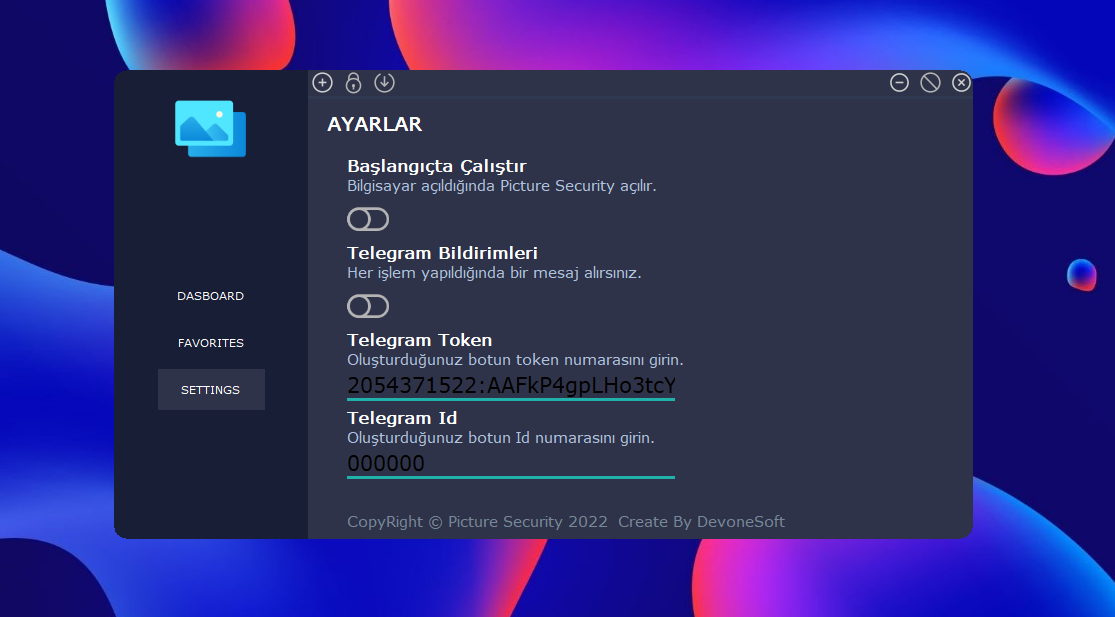 AYARLAR
Başlangıçta Çalıştır
Bilgisayar açıldığında Picture Security açılır.
Telegram Bildirimleri
Her işlem yapıldığında bir mesaj alırsınız.
DASBOARD
FAVORITES
SETTINGS
Telegram Token
Oluşturduğunuz botun token numarasını girin.
2054371522:AAFkP4gpLHo3tcY
Telegram Id
Oluşturduğunuz botun Id numarasını girin.
000000
CopyRight © Picture Security 2022 Create By DevoneSoft